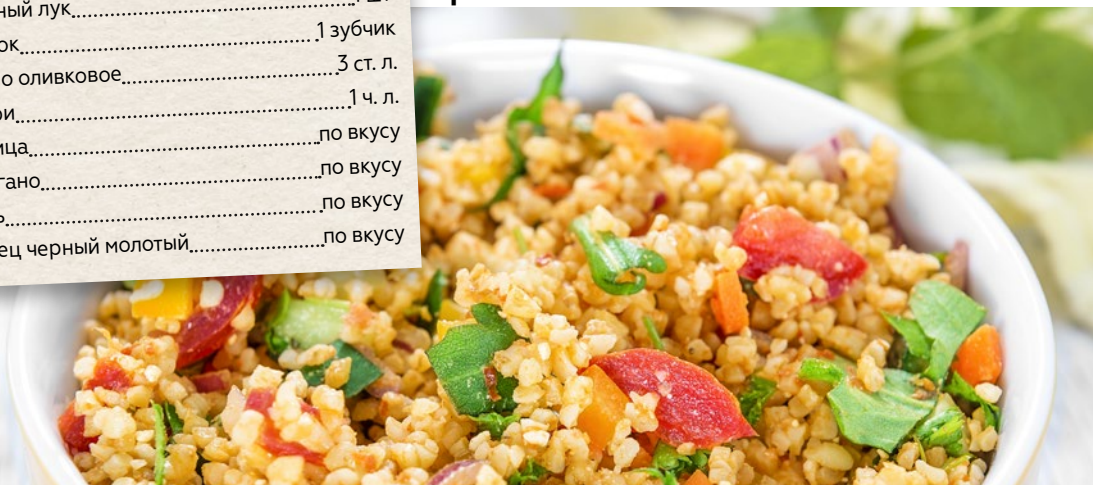 ный лук
ок 1 зубчик
о оливковое 3 ст. л.
ри 1 ч. л.
ица по вкусу
гано по вкусу
ь по вкусу
ец черный молотый по вкусу